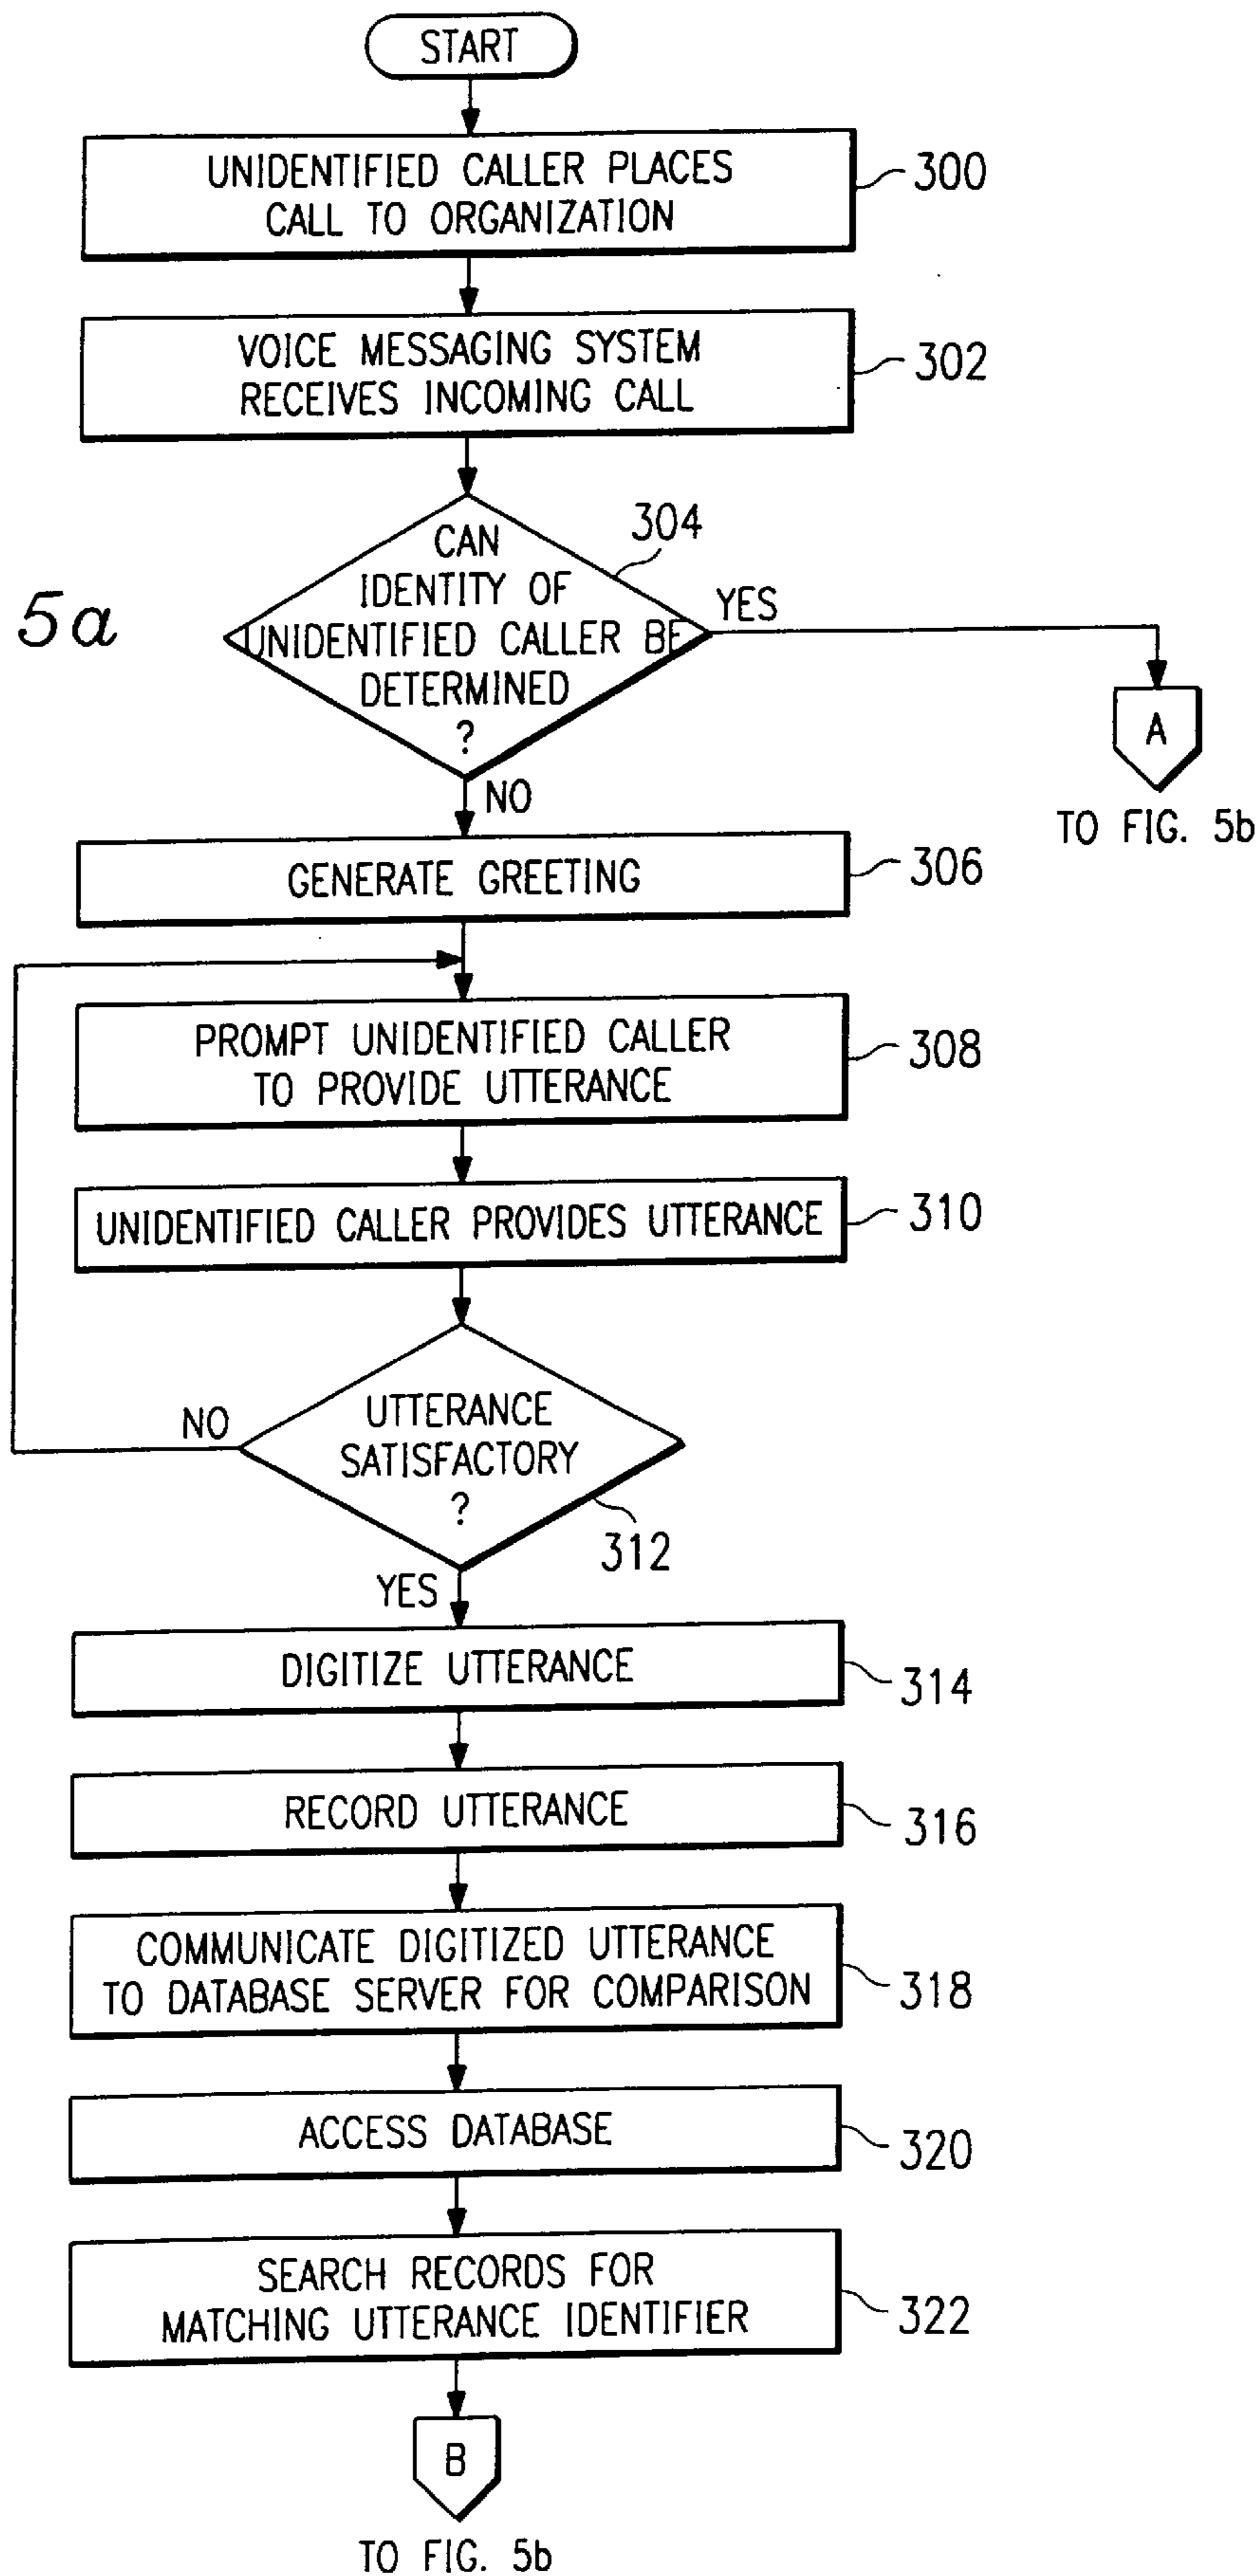 START
UNIDENTIFIED CALLER PLACES
CALL TO ORGANIZATION
300
VOICE MESSAGING SYSTEM
RECEIVES INCOMING CALL
302
304
CAN
IDENTITY OF
UNIDENTIFIED CALLER BE
DETERMINED
?
YES
5a
A
TO FIG. 5b
NO
GENERATE GREETING
306
PROMPT UNIDENTIFIED CALLER
TO PROVIDE UTTERANCE
308
UNIDENTIFIED CALLER PROVIDES UTTERANCE
310
UTTERANCE
SATISFACTORY
?
NO
312
YES
DIGITIZE UTTERANCE
314
RECORD UTTERANCE
316
COMMUNICATE DIGITIZED UTTERANCE
TO DATABASE SERVER FOR COMPARISON
318
ACCESS DATABASE
320
SEARCH RECORDS FOR
MATCHING UTTERANCE IDENTIFIER
322
B
TO FIG. 5b